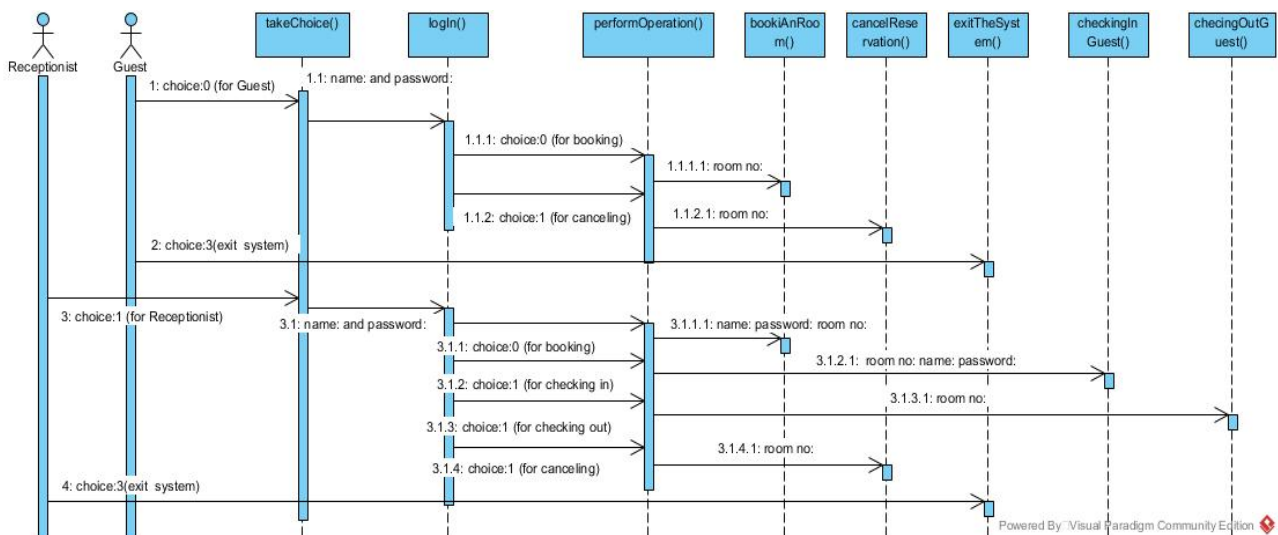 takeChoice()
logIn()
performOperation()
bookiAnRoo
m()
cancelRese
rvation()
exitTheSyst
em()
checkingIn
Guest()
checingOutG
uest()
Receptionist
Guest
1: choice:0 (for Guest)
1.1: name: and password:
1.1.1: choice:0 (for booking)
1.1.1.1: room no:
1.1.2: choice:1 (for canceling)
1.1.2.1: room no:
2: choice:3(exit system)
3: choice:1 (for Receptionist)
3.1: name: and password:
3.1.1: choice:0 (for booking)
3.1.1.1: name: password: room no:
3.1.2: choice:1 (for checking in)
3.1.2.1: room no: name: password:
3.1.3: choice:1 (for checking out)
3.1.3.1: room no:
3.1.4: choice:1 (for canceling)
3.1.4.1: room no:
4: choice:3(exit system)
Powered By Visual Paradigm Community Edition